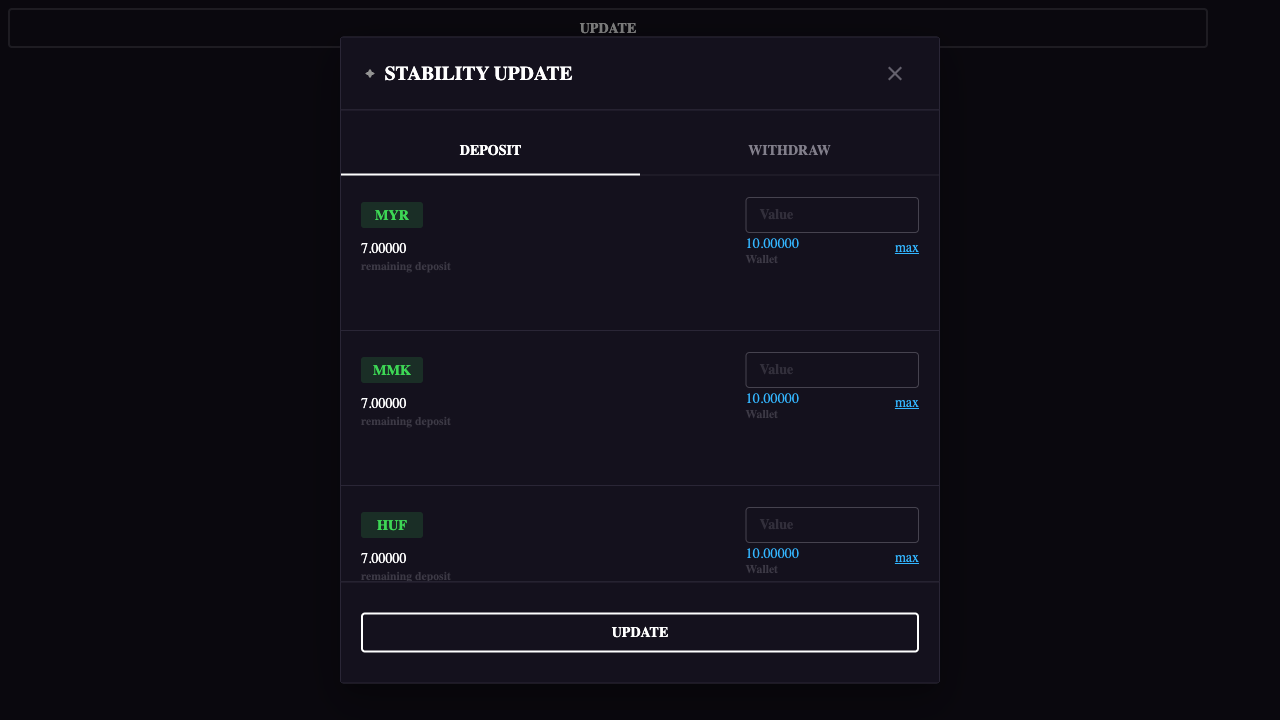 UPDATE
STABILITY UPDATE
DEPOSIT
WITHDRAW
MYR
Value
7.00000
remaining deposit
10.00000
Wallet
max
MMK
Value
7.00000
remaining deposit
10.00000
Wallet
max
HUF
Value
7.00000
remaining deposit
10.00000
Wallet
max
UPDATE